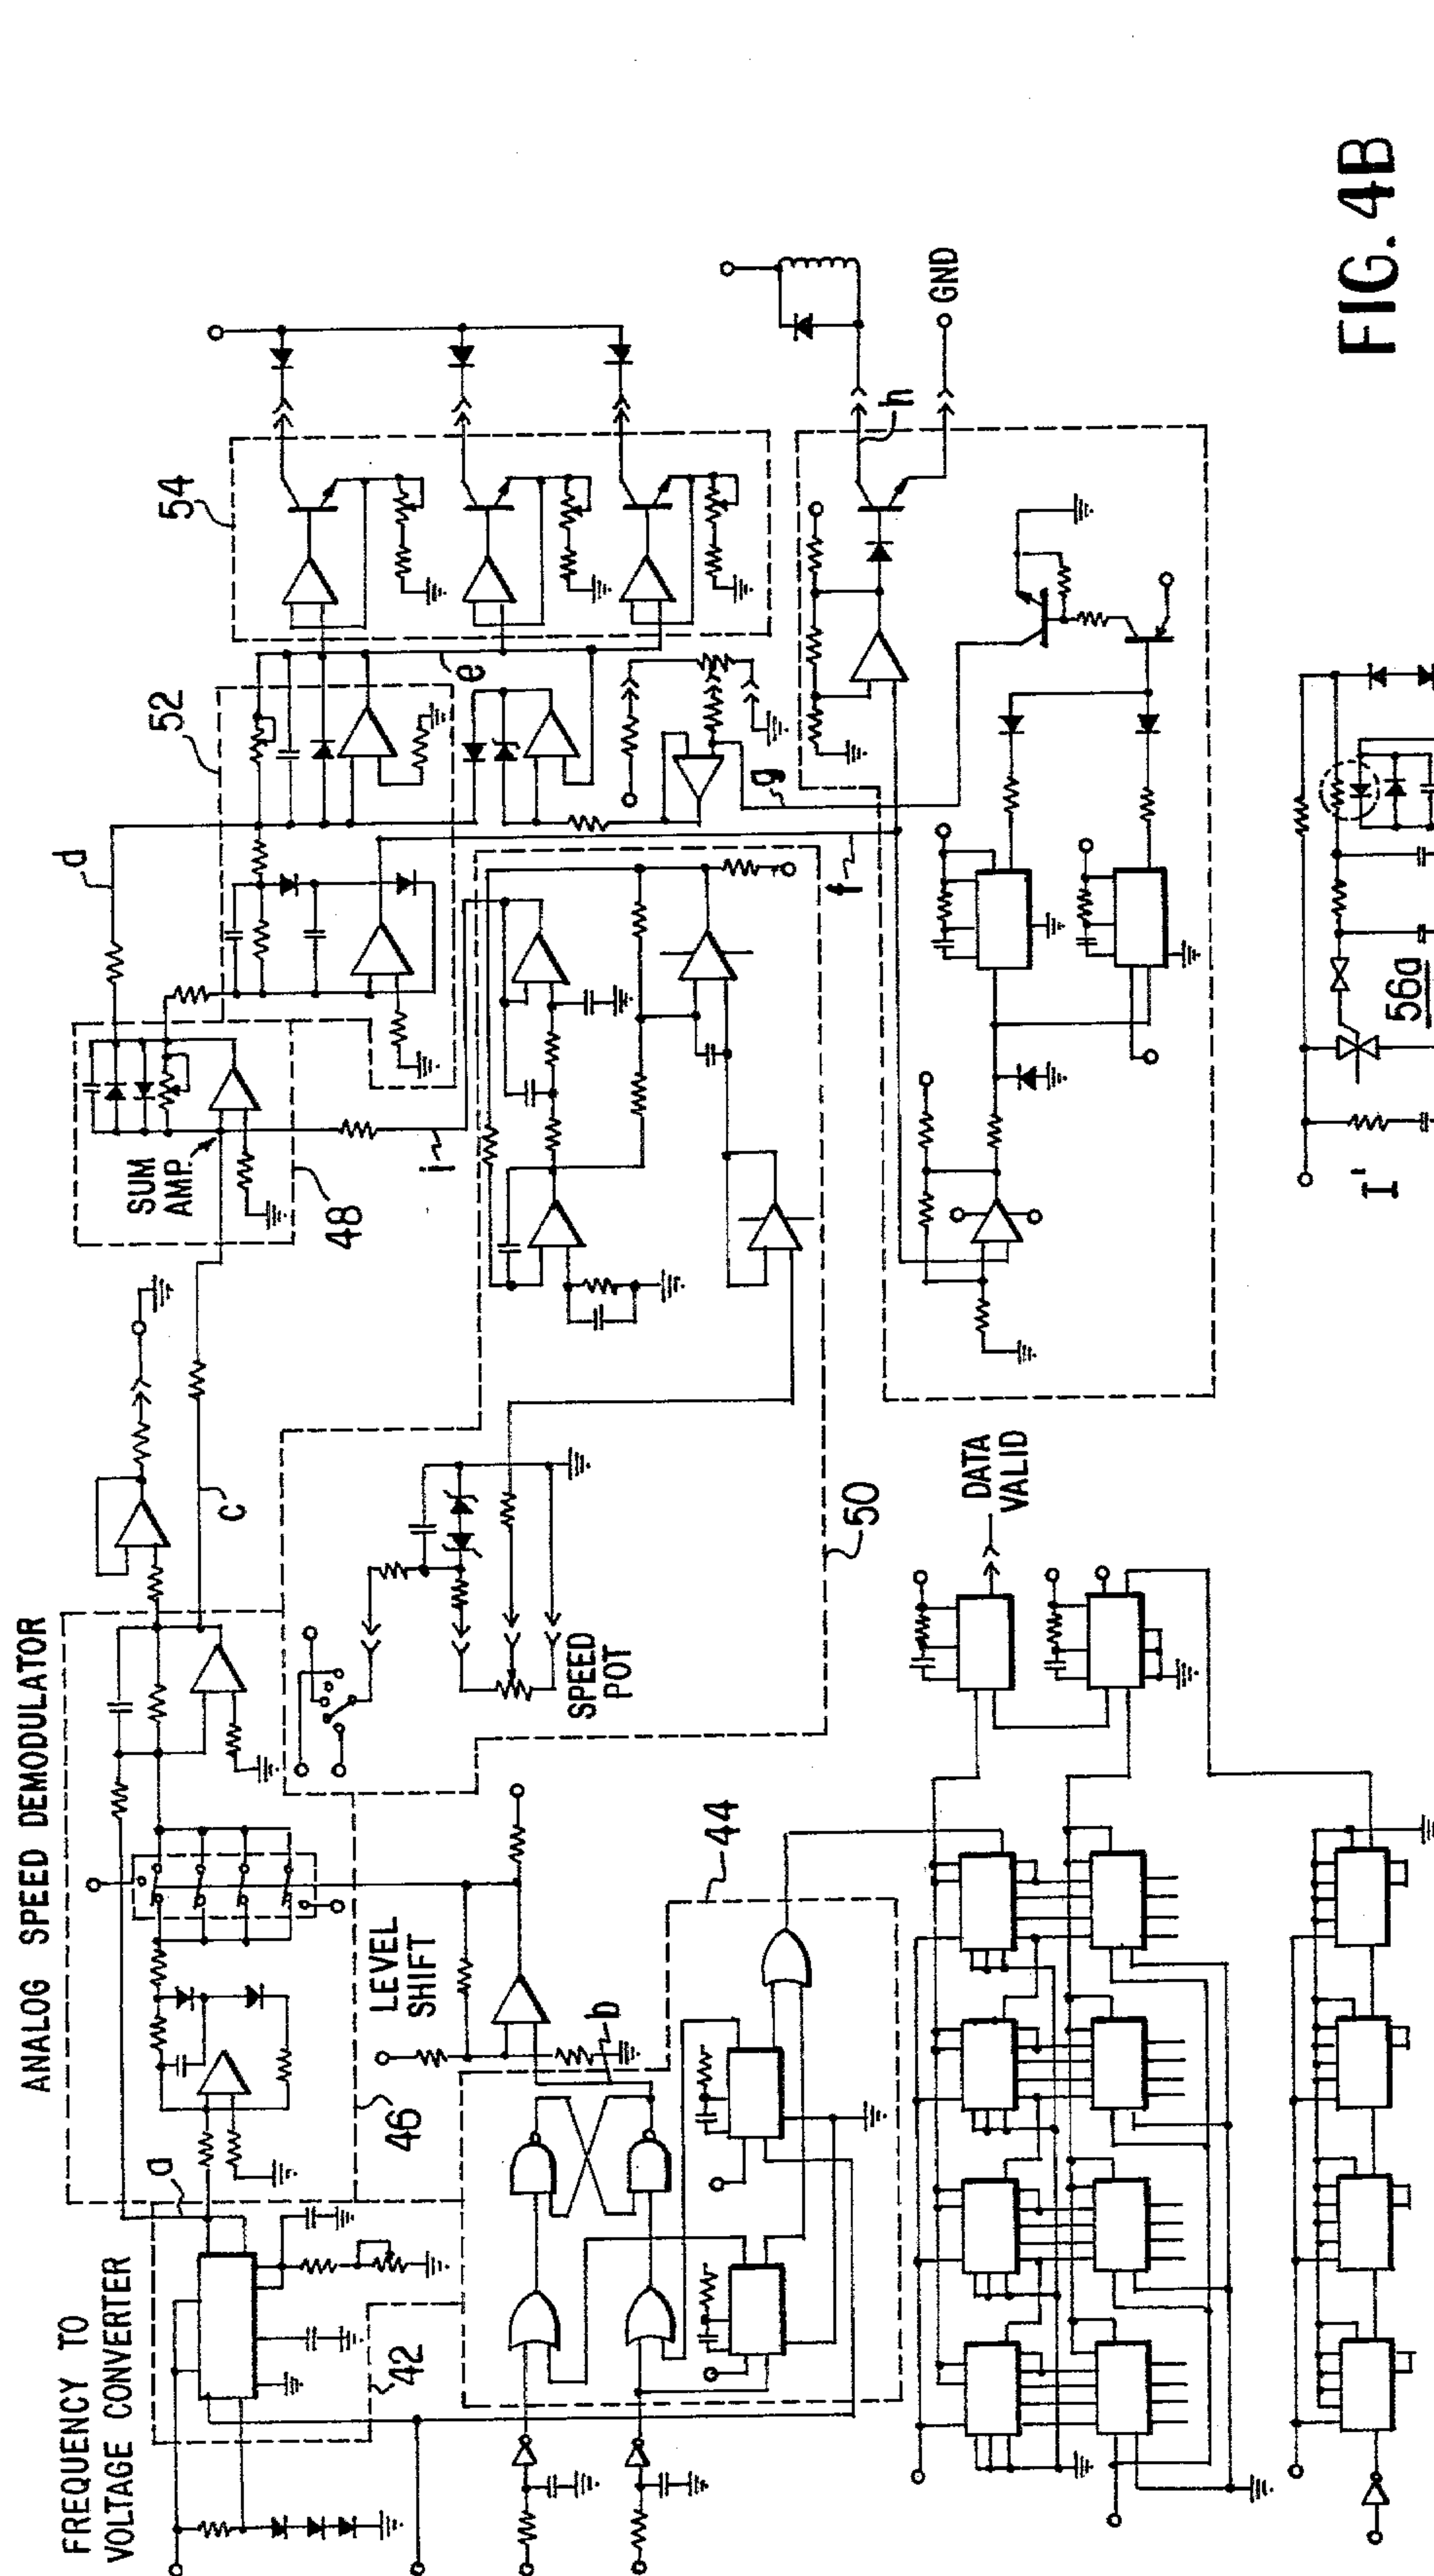 FREQUENCY TO
VOLTAGE CONVERTER
42
a
ANALOG SPEED DEMODULATOR
46
LEVEL
SHIFT
b
44
c
SUM
AMP.
48
SPEED
POT
50
i
d
52
54
e
f
g
h
GND
DATA
VALID
I'
56a
FIG. 4B